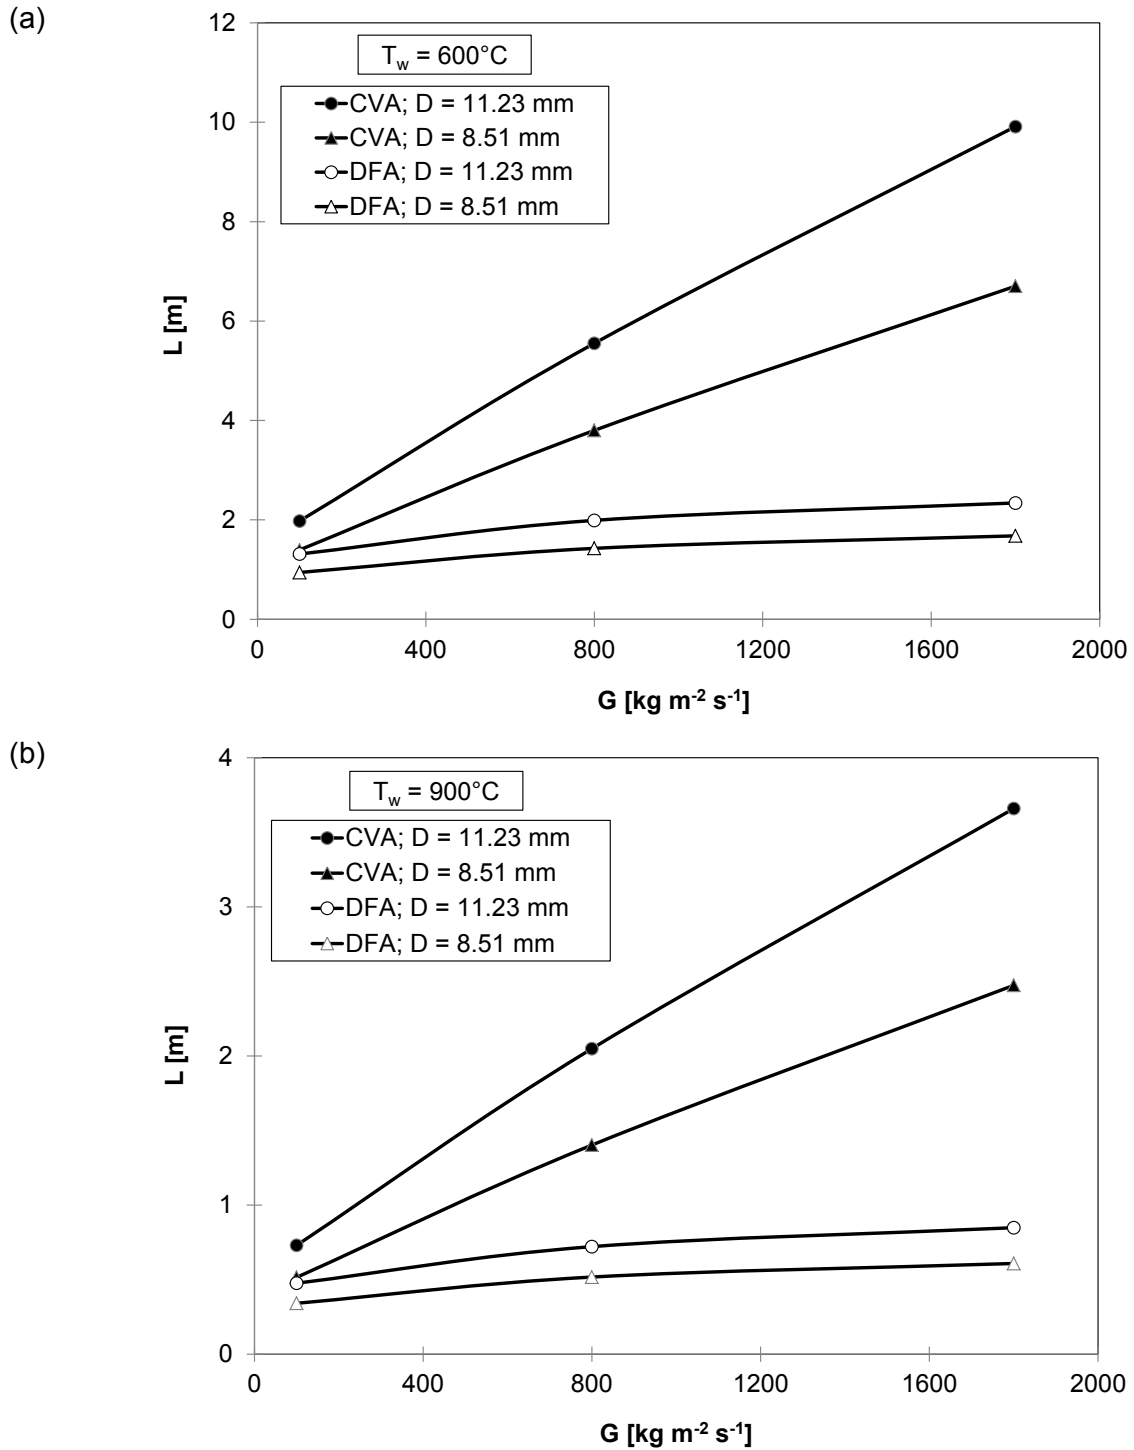 (a)
T_w = 600°C
CVA; D = 11.23 mm
CVA; D = 8.51 mm
DFA; D = 11.23 mm
DFA; D = 8.51 mm
12
10
8
6
4
2
0
L [m]
0 400 800 1200 1600 2000
G [kg m⁻² s⁻¹]
(b)
T_w = 900°C
CVA; D = 11.23 mm
CVA; D = 8.51 mm
DFA; D = 11.23 mm
DFA; D = 8.51 mm
4
3
2
1
0
L [m]
0 400 800 1200 1600 2000
G [kg m⁻² s⁻¹]